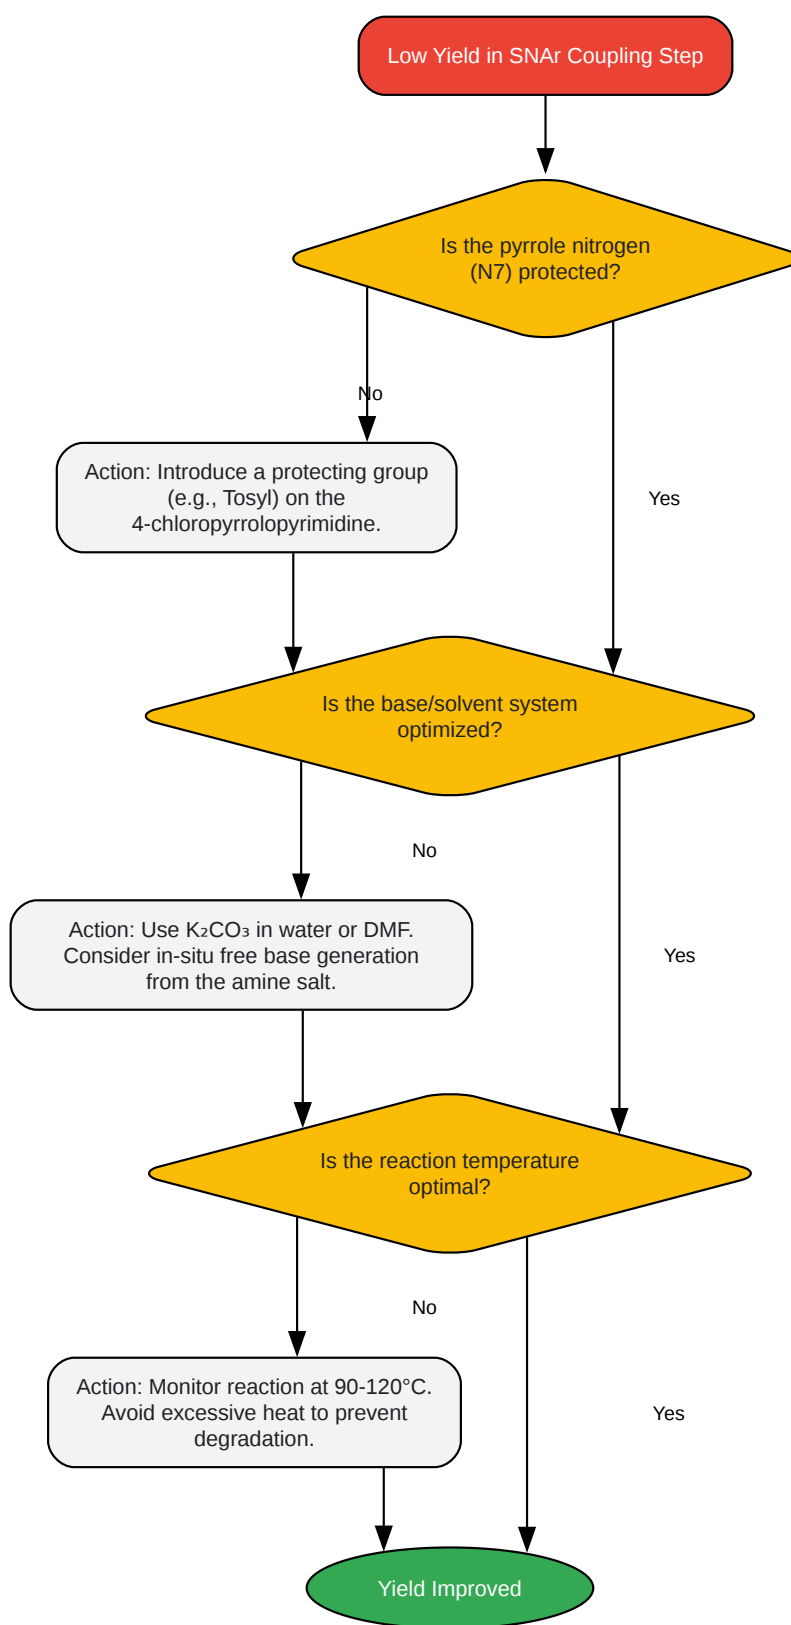 Low Yield in SNAr Coupling Step
Is the pyrrole nitrogen
(N7) protected?
No
Action: Introduce a protecting group
(e.g., Tosyl) on the
4-chloropyrrolopyrimidine.
Yes
Is the base/solvent system
optimized?
No
Action: Use K₂CO₃ in water or DMF.
Consider in-situ free base generation
from the amine salt.
Yes
Is the reaction temperature
optimal?
No
Action: Monitor reaction at 90-120°C.
Avoid excessive heat to prevent
degradation.
Yes
Yield Improved